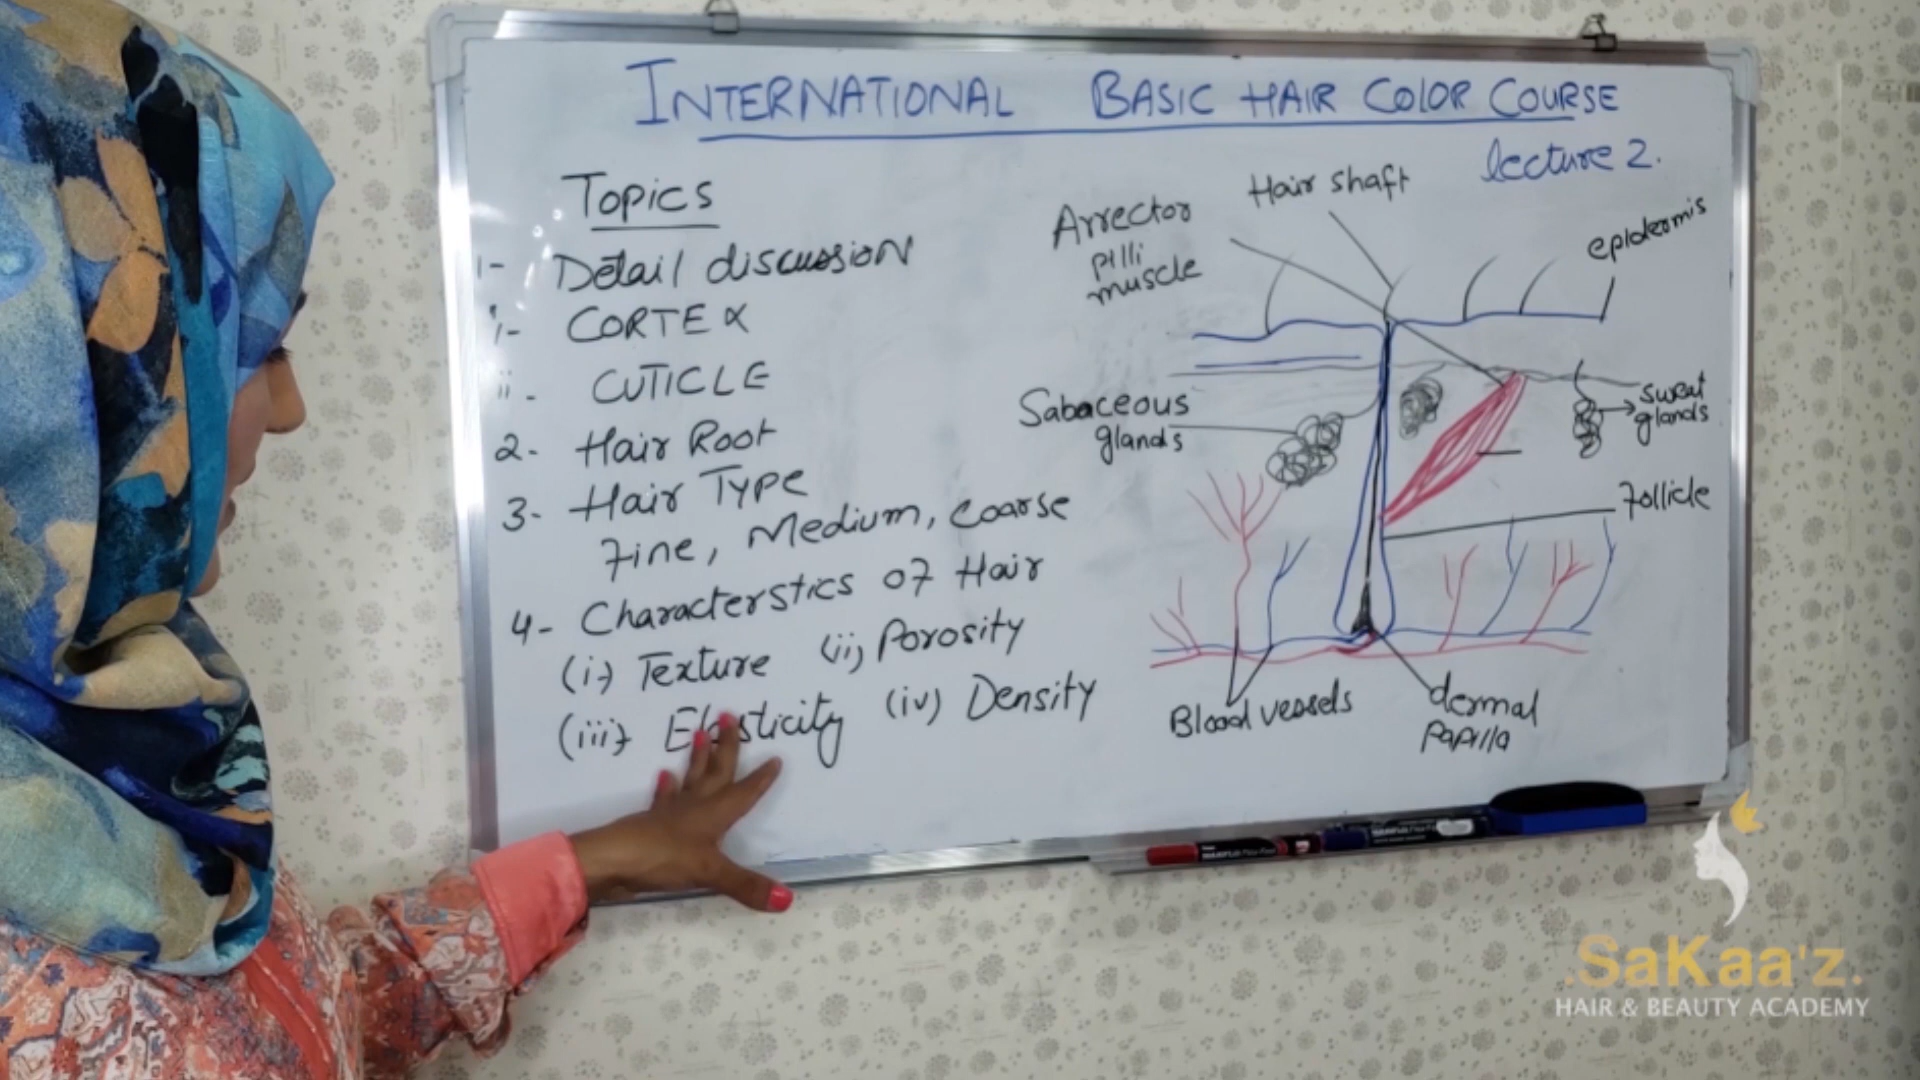 INTERNATIONAL BASIC HAIR COLOR COURSE
lecture 2.
Topics
1- Detail discussion
i- CORTEX
ii- CUTICLE
2- Hair Root
3- Hair Type
Fine, Medium, coarse
4- Characterstics of Hair
(i) Texture (ii) Porosity
(iii) Elasticity (iv) Density
Hair shaft
Arrector
pilli
muscle
epidermis
Sabaceous
glands
sweat
glands
Follicle
Blood vessels
dermal
Papilla
.SaKaa'z.
HAIR & BEAUTY ACADEMY